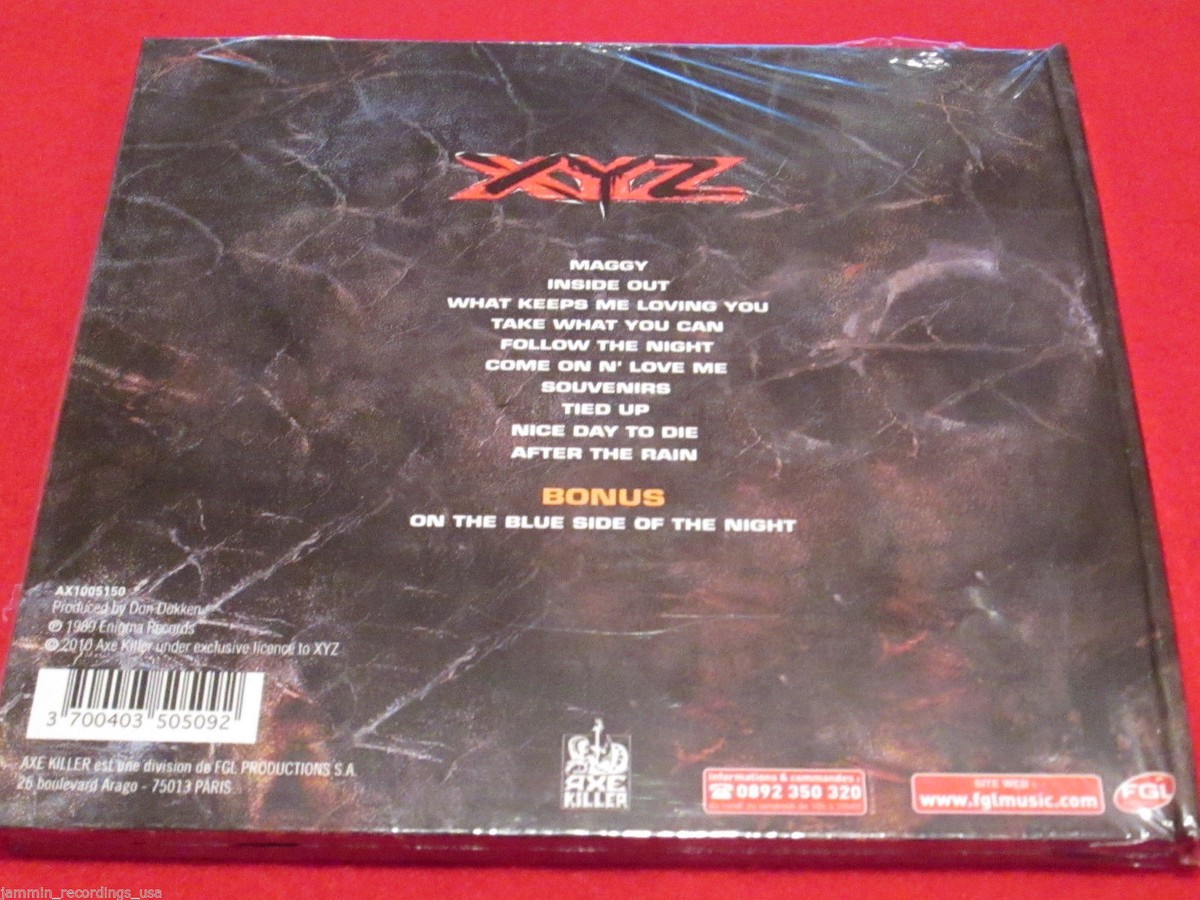 XYZ
MAGGY
INSIDE OUT
WHAT KEEPS ME LOVING YOU
TAKE WHAT YOU CAN
FOLLOW THE NIGHT
COME ON N' LOVE ME
SOUVENIRS
TIED UP
NICE DAY TO DIE
AFTER THE RAIN
BONUS
ON THE BLUE SIDE OF THE NIGHT
AX1005150
Produced by Don Dokken
℗ 1989 Enigma Records
© 2010 Axe Killer under exclusive licence to XYZ
3 700403 505092
AXE KILLER est une division de FGL PRODUCTIONS S.A.
26 boulevard Arago - 75013 PARIS
AXE
KILLER
Informations & commandes :
0892 350 320
SITE WEB :
www.fglmusic.com
FGL
jammin_recordings_usa